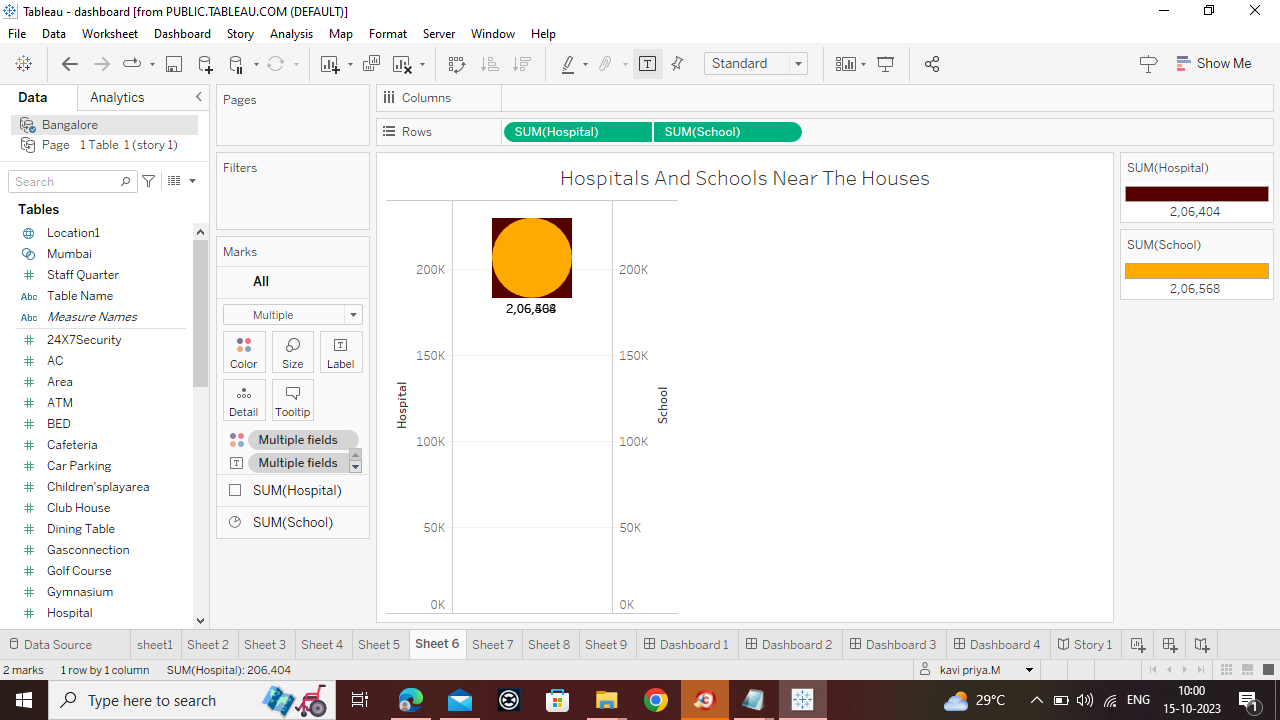 Tableau - dashboard [from PUBLIC.TABLEAU.COM (DEFAULT)]
File Data Worksheet Dashboard Story Analysis Map Format Server Window Help
Standard
Show Me
Data Analytics
Bangalore
Page 1 Table 1 (story 1)
Search
Tables
Location1
Mumbai
Staff Quarter
Abc Table Name
Abc Measure Names
24X7Security
AC
Area
ATM
BED
Cafeteria
Car Parking
Children'splayarea
Club House
Dining Table
Gasconnection
Golf Course
Gymnasium
Hospital
Pages
Filters
Marks
All
Multiple
Color Size Label
Detail Tooltip
Multiple fields
Multiple fields
SUM(Hospital)
SUM(School)
Columns
Rows SUM(Hospital) SUM(School)
Hospitals And Schools Near The Houses
200K
150K
100K
50K
0K
Hospital
200K
150K
100K
50K
0K
School
SUM(Hospital)
2,06,404
SUM(School)
2,06,568
Data Source sheet1 Sheet 2 Sheet 3 Sheet 4 Sheet 5 Sheet 6 Sheet 7 Sheet 8 Sheet 9 Dashboard 1 Dashboard 2 Dashboard 3 Dashboard 4 Story 1
2 marks 1 row by 1 column SUM(Hospital): 206,404
kavi priya.M
Type here to search
29°C
ENG
10:00
15-10-2023
1